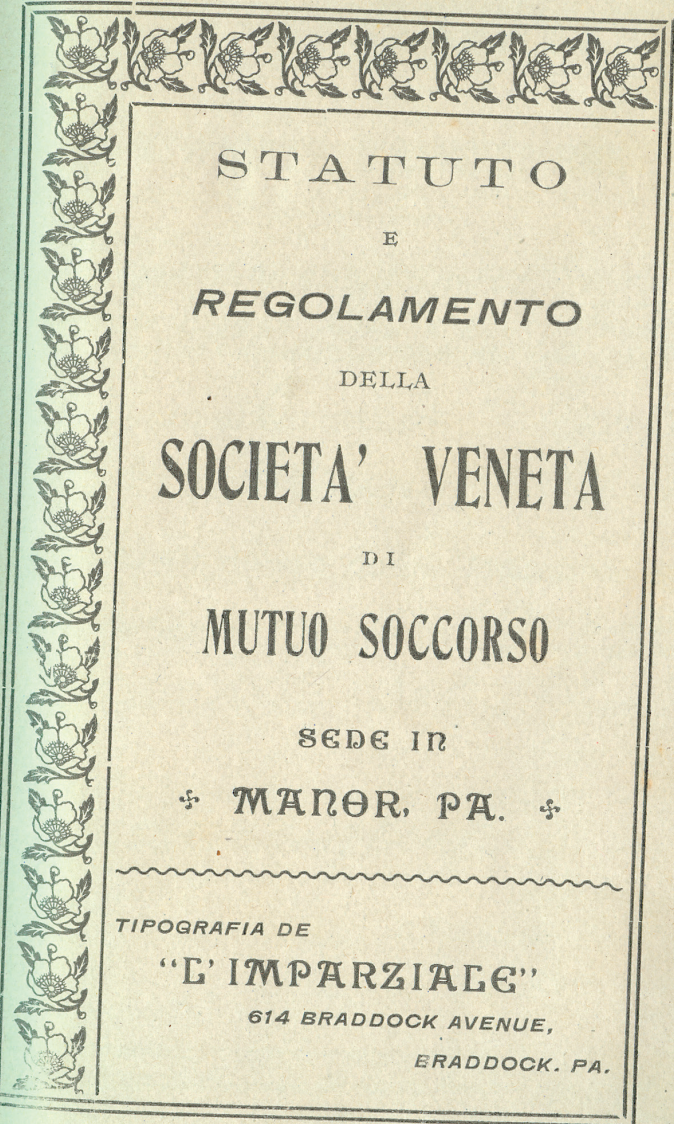 STATUTO
E
REGOLAMENTO
DELLA
SOCIETA' VENETA
DI
MUTUO SOCCORSO
SEDE IN
MANOR, PA.
TIPOGRAFIA DE
"L'IMPARZIALE"
614 BRADDOCK AVENUE,
BRADDOCK. PA.